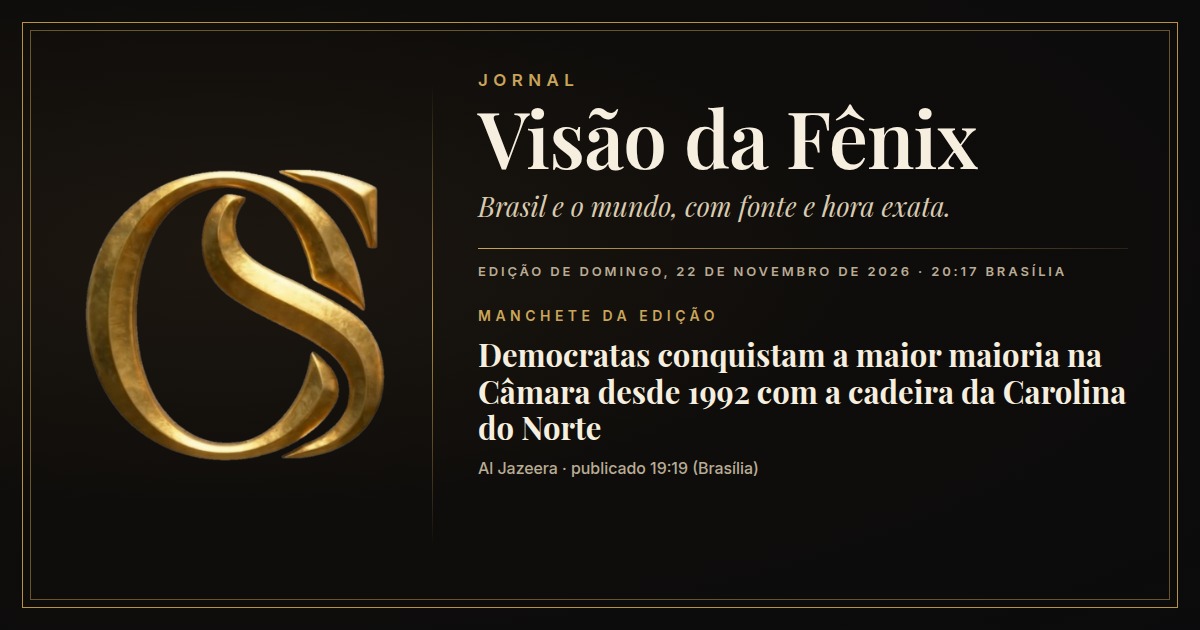 CS
JORNAL
Visão da Fênix
Brasil e o mundo, com fonte e hora exata.
EDIÇÃO DE DOMINGO, 22 DE NOVEMBRO DE 2026 · 20:17 BRASÍLIA
MANCHETE DA EDIÇÃO
Democratas conquistam a maior maioria na
Câmara desde 1992 com a cadeira da Carolina
do Norte
Al Jazeera · publicado 19:19 (Brasília)